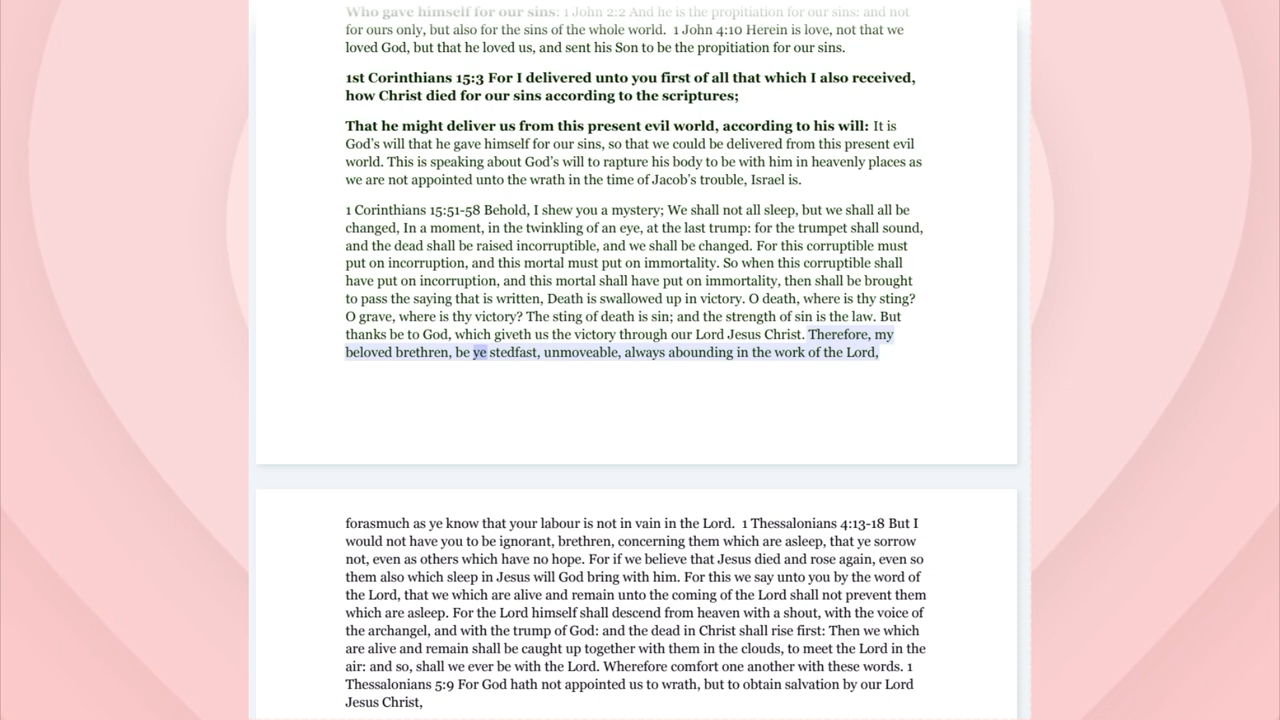 Who gave himself for our sins: 1 John 2:2 And he is the propitiation for our sins: and not
for ours only, but also for the sins of the whole world.  1 John 4:10 Herein is love, not that we
loved God, but that he loved us, and sent his Son to be the propitiation for our sins.
1st Corinthians 15:3 For I delivered unto you first of all that which I also received,
how Christ died for our sins according to the scriptures;
That he might deliver us from this present evil world, according to his will: It is
God’s will that he gave himself for our sins, so that we could be delivered from this present evil
world. This is speaking about God’s will to rapture his body to be with him in heavenly places as
we are not appointed unto the wrath in the time of Jacob’s trouble, Israel is.
1 Corinthians 15:51-58 Behold, I shew you a mystery; We shall not all sleep, but we shall all be
changed, In a moment, in the twinkling of an eye, at the last trump: for the trumpet shall sound,
and the dead shall be raised incorruptible, and we shall be changed. For this corruptible must
put on incorruption, and this mortal must put on immortality. So when this corruptible shall
have put on incorruption, and this mortal shall have put on immortality, then shall be brought
to pass the saying that is written, Death is swallowed up in victory. O death, where is thy sting?
O grave, where is thy victory? The sting of death is sin; and the strength of sin is the law. But
thanks be to God, which giveth us the victory through our Lord Jesus Christ. Therefore, my
beloved brethren, be ye stedfast, unmoveable, always abounding in the work of the Lord,
forasmuch as ye know that your labour is not in vain in the Lord.  1 Thessalonians 4:13-18 But I
would not have you to be ignorant, brethren, concerning them which are asleep, that ye sorrow
not, even as others which have no hope. For if we believe that Jesus died and rose again, even so
them also which sleep in Jesus will God bring with him. For this we say unto you by the word of
the Lord, that we which are alive and remain unto the coming of the Lord shall not prevent them
which are asleep. For the Lord himself shall descend from heaven with a shout, with the voice of
the archangel, and with the trump of God: and the dead in Christ shall rise first: Then we which
are alive and remain shall be caught up together with them in the clouds, to meet the Lord in the
air: and so, shall we ever be with the Lord. Wherefore comfort one another with these words. 1
Thessalonians 5:9 For God hath not appointed us to wrath, but to obtain salvation by our Lord
Jesus Christ,